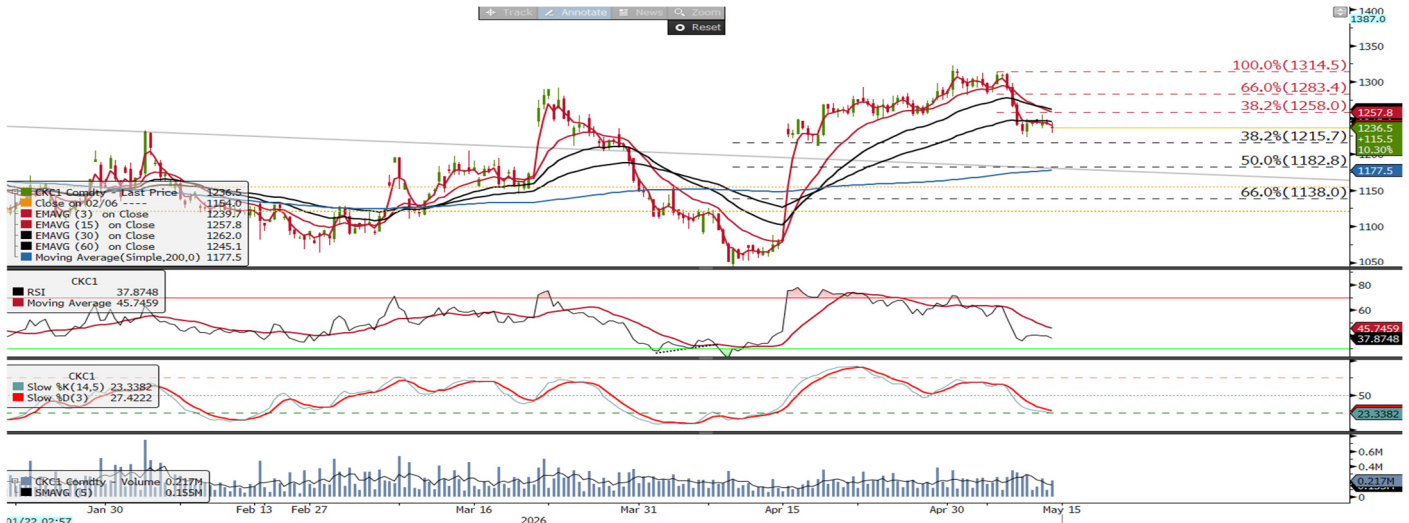 Track Annotate News Zoom
Reset
1400
1387.0
1350
100.0%(1314.5)
1300
66.0%(1283.4)
38.2%(1258.0)
1257.8
1236.5
+115.5
10.30%
38.2%(1215.7)
1200
50.0%(1182.8)
1177.5
1150
66.0%(1138.0)
1100
1050
CKC1 Comdty - Last Price 1236.5
Close on 02/06 ---- 1154.0
EMAVG (3) on Close 1239.7
EMAVG (15) on Close 1257.8
EMAVG (30) on Close 1262.0
EMAVG (60) on Close 1245.1
Moving Average(Simple,200,0) 1177.5
CKC1
RSI 37.8748
Moving Average 45.7459
80
60
45.7459
37.8748
CKC1
Slow %K(14,5) 23.3382
Slow %D(3) 27.4222
50
23.3382
CKC1 Comdty - Volume 0.217M
SMAVG (5) 0.155M
0.6M
0.4M
0.217M
0
Jan 30 Feb 13 Feb 27 Mar 16 Mar 31 Apr 15 Apr 30 May 15
2026
01/22 02:57